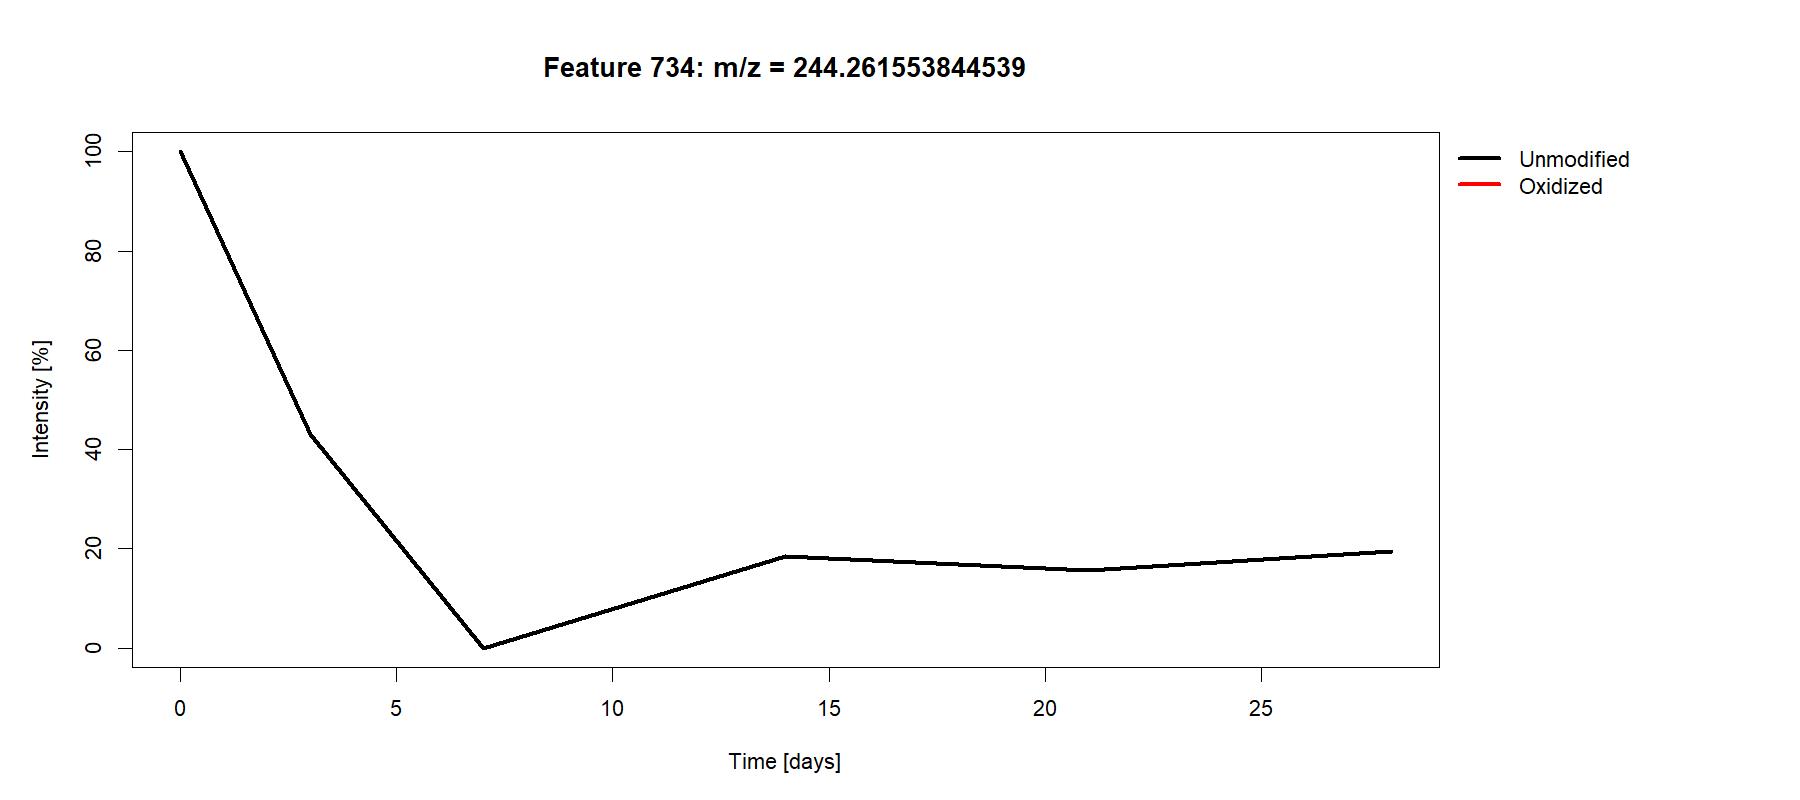 Feature 734: m/z = 244.261553844539
Unmodified
Oxidized
Intensity [%]
100
80
60
40
20
0
0 5 10 15 20 25
Time [days]